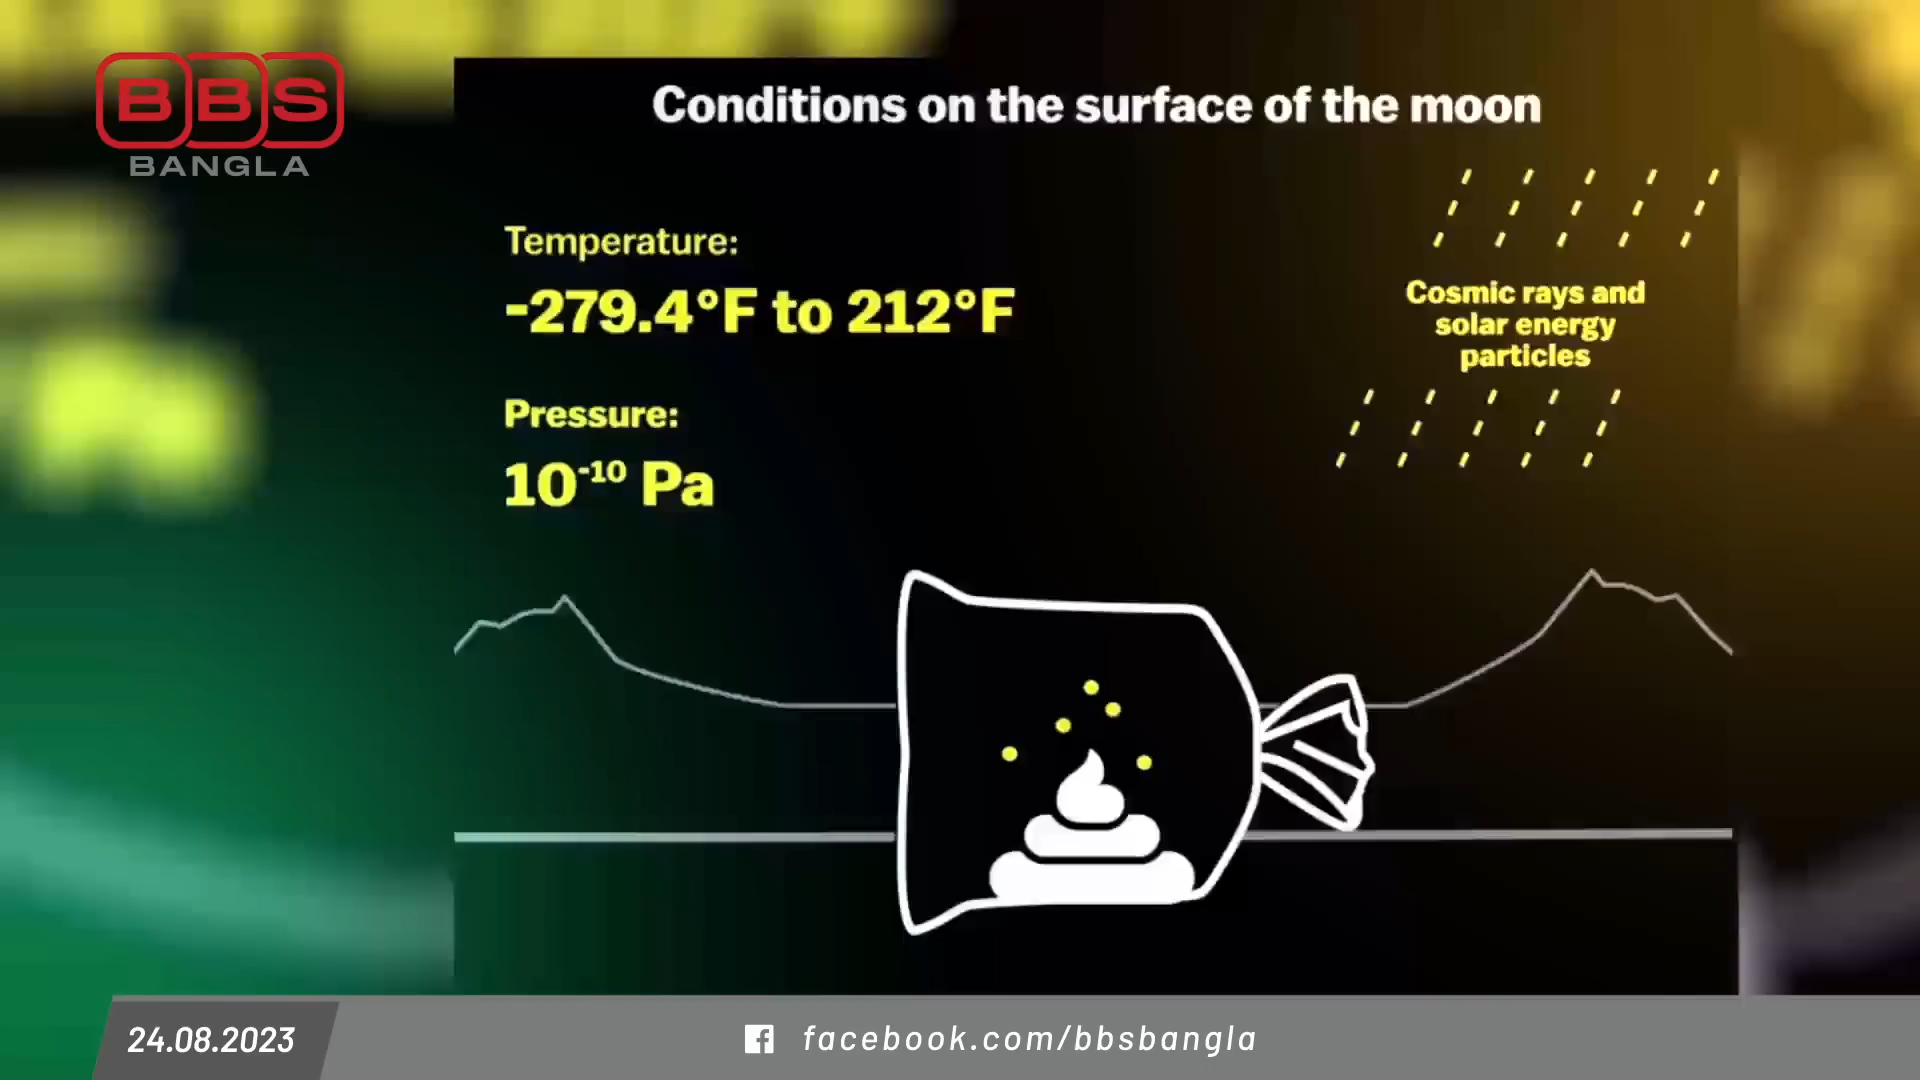 BBS
BANGLA
Conditions on the surface of the moon
Temperature:
-279.4°F to 212°F
Pressure:
10⁻¹⁰ Pa
Cosmic rays and
solar energy
particles
24.08.2023
facebook.com/bbsbangla